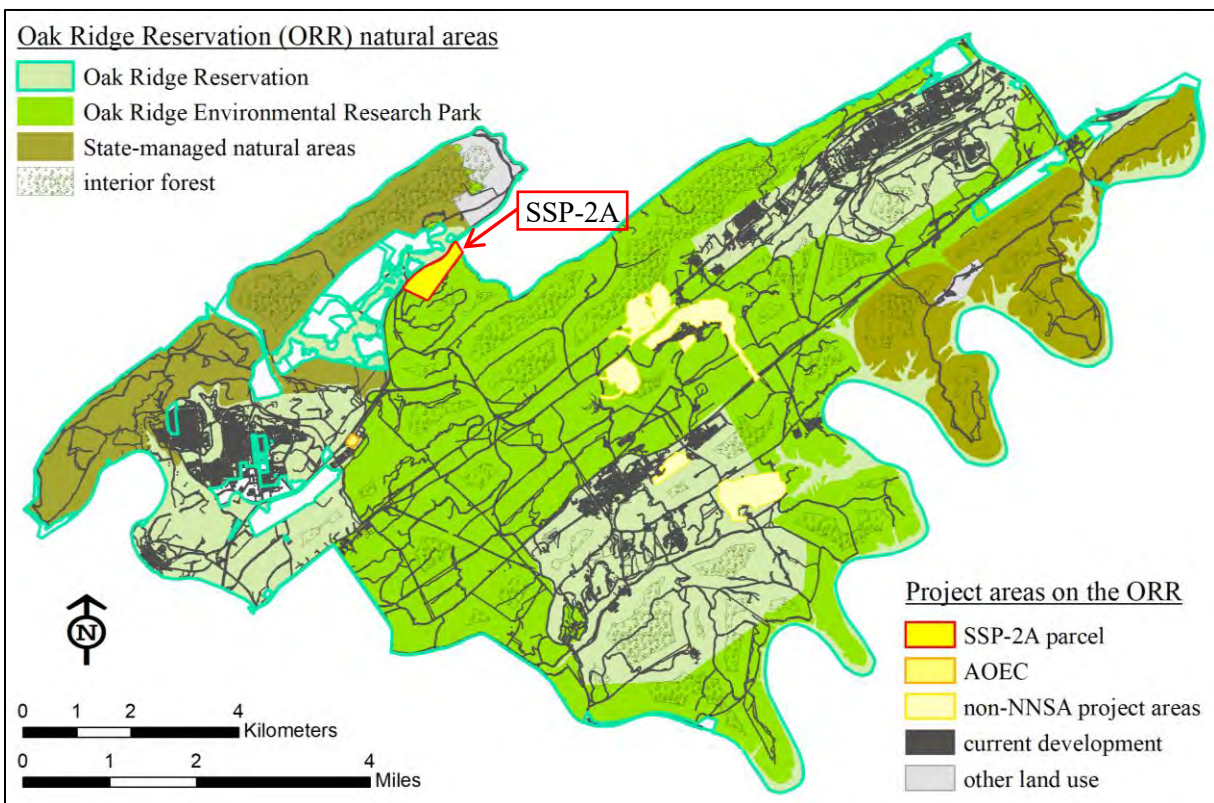 Oak Ridge Reservation (ORR) natural areas
Oak Ridge Reservation
Oak Ridge Environmental Research Park
State-managed natural areas
interior forest
SSP-2A
N
0 1 2 4
Kilometers
0 1 2 4
Miles
Project areas on the ORR
SSP-2A parcel
AOEC
non-NNSA project areas
current development
other land use